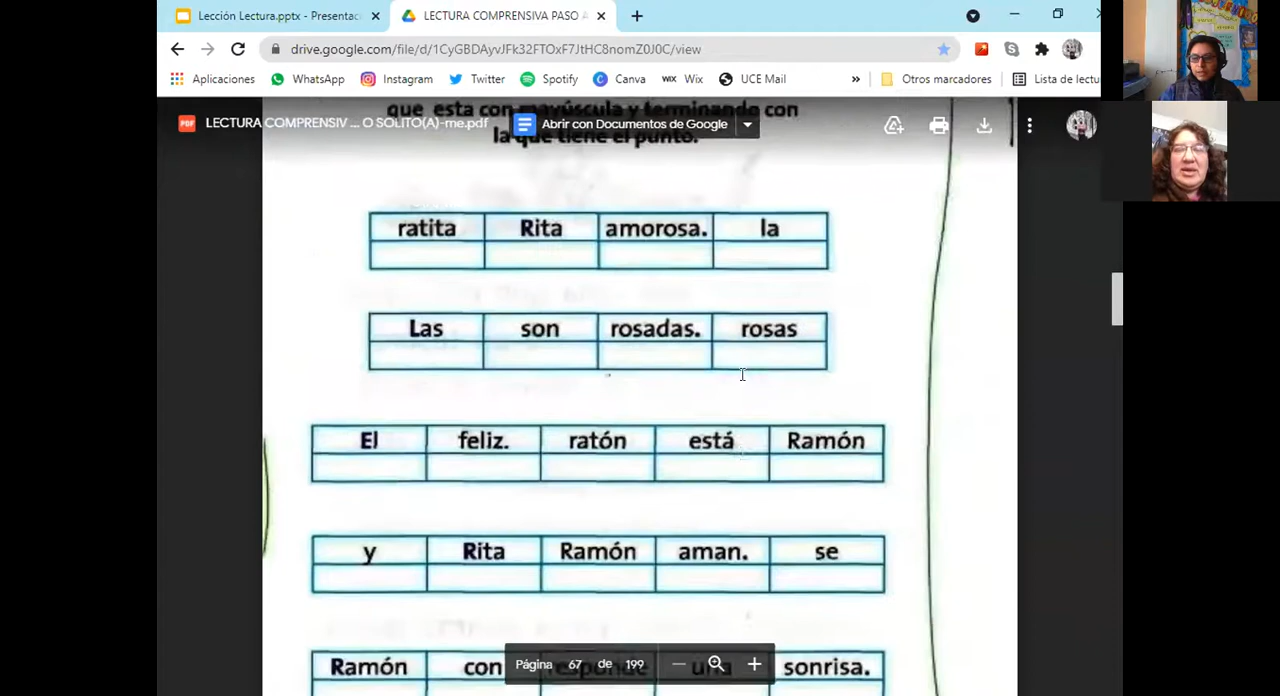 Lección Lectura.pptx - Presentac
LECTURA COMPRENSIVA PASO A
drive.google.com/file/d/1CyGBDAyvJFk32FTOxF7JtHC8nomZ0J0C/view
Aplicaciones WhatsApp Instagram Twitter Spotify Canva Wix UCE Mail » Otros marcadores Lista de lectu
que esta con mayúscula y terminando con
LECTURA COMPRENSIV ... O SOLITO(A)-me.pdf Abrir con Documentos de Google
la que tiene el punto.
ratita Rita amorosa. la
Las son rosadas. rosas
El feliz. ratón está Ramón
y Rita Ramón aman. se
Ramón con responde una sonrisa.
Página 67 de 199